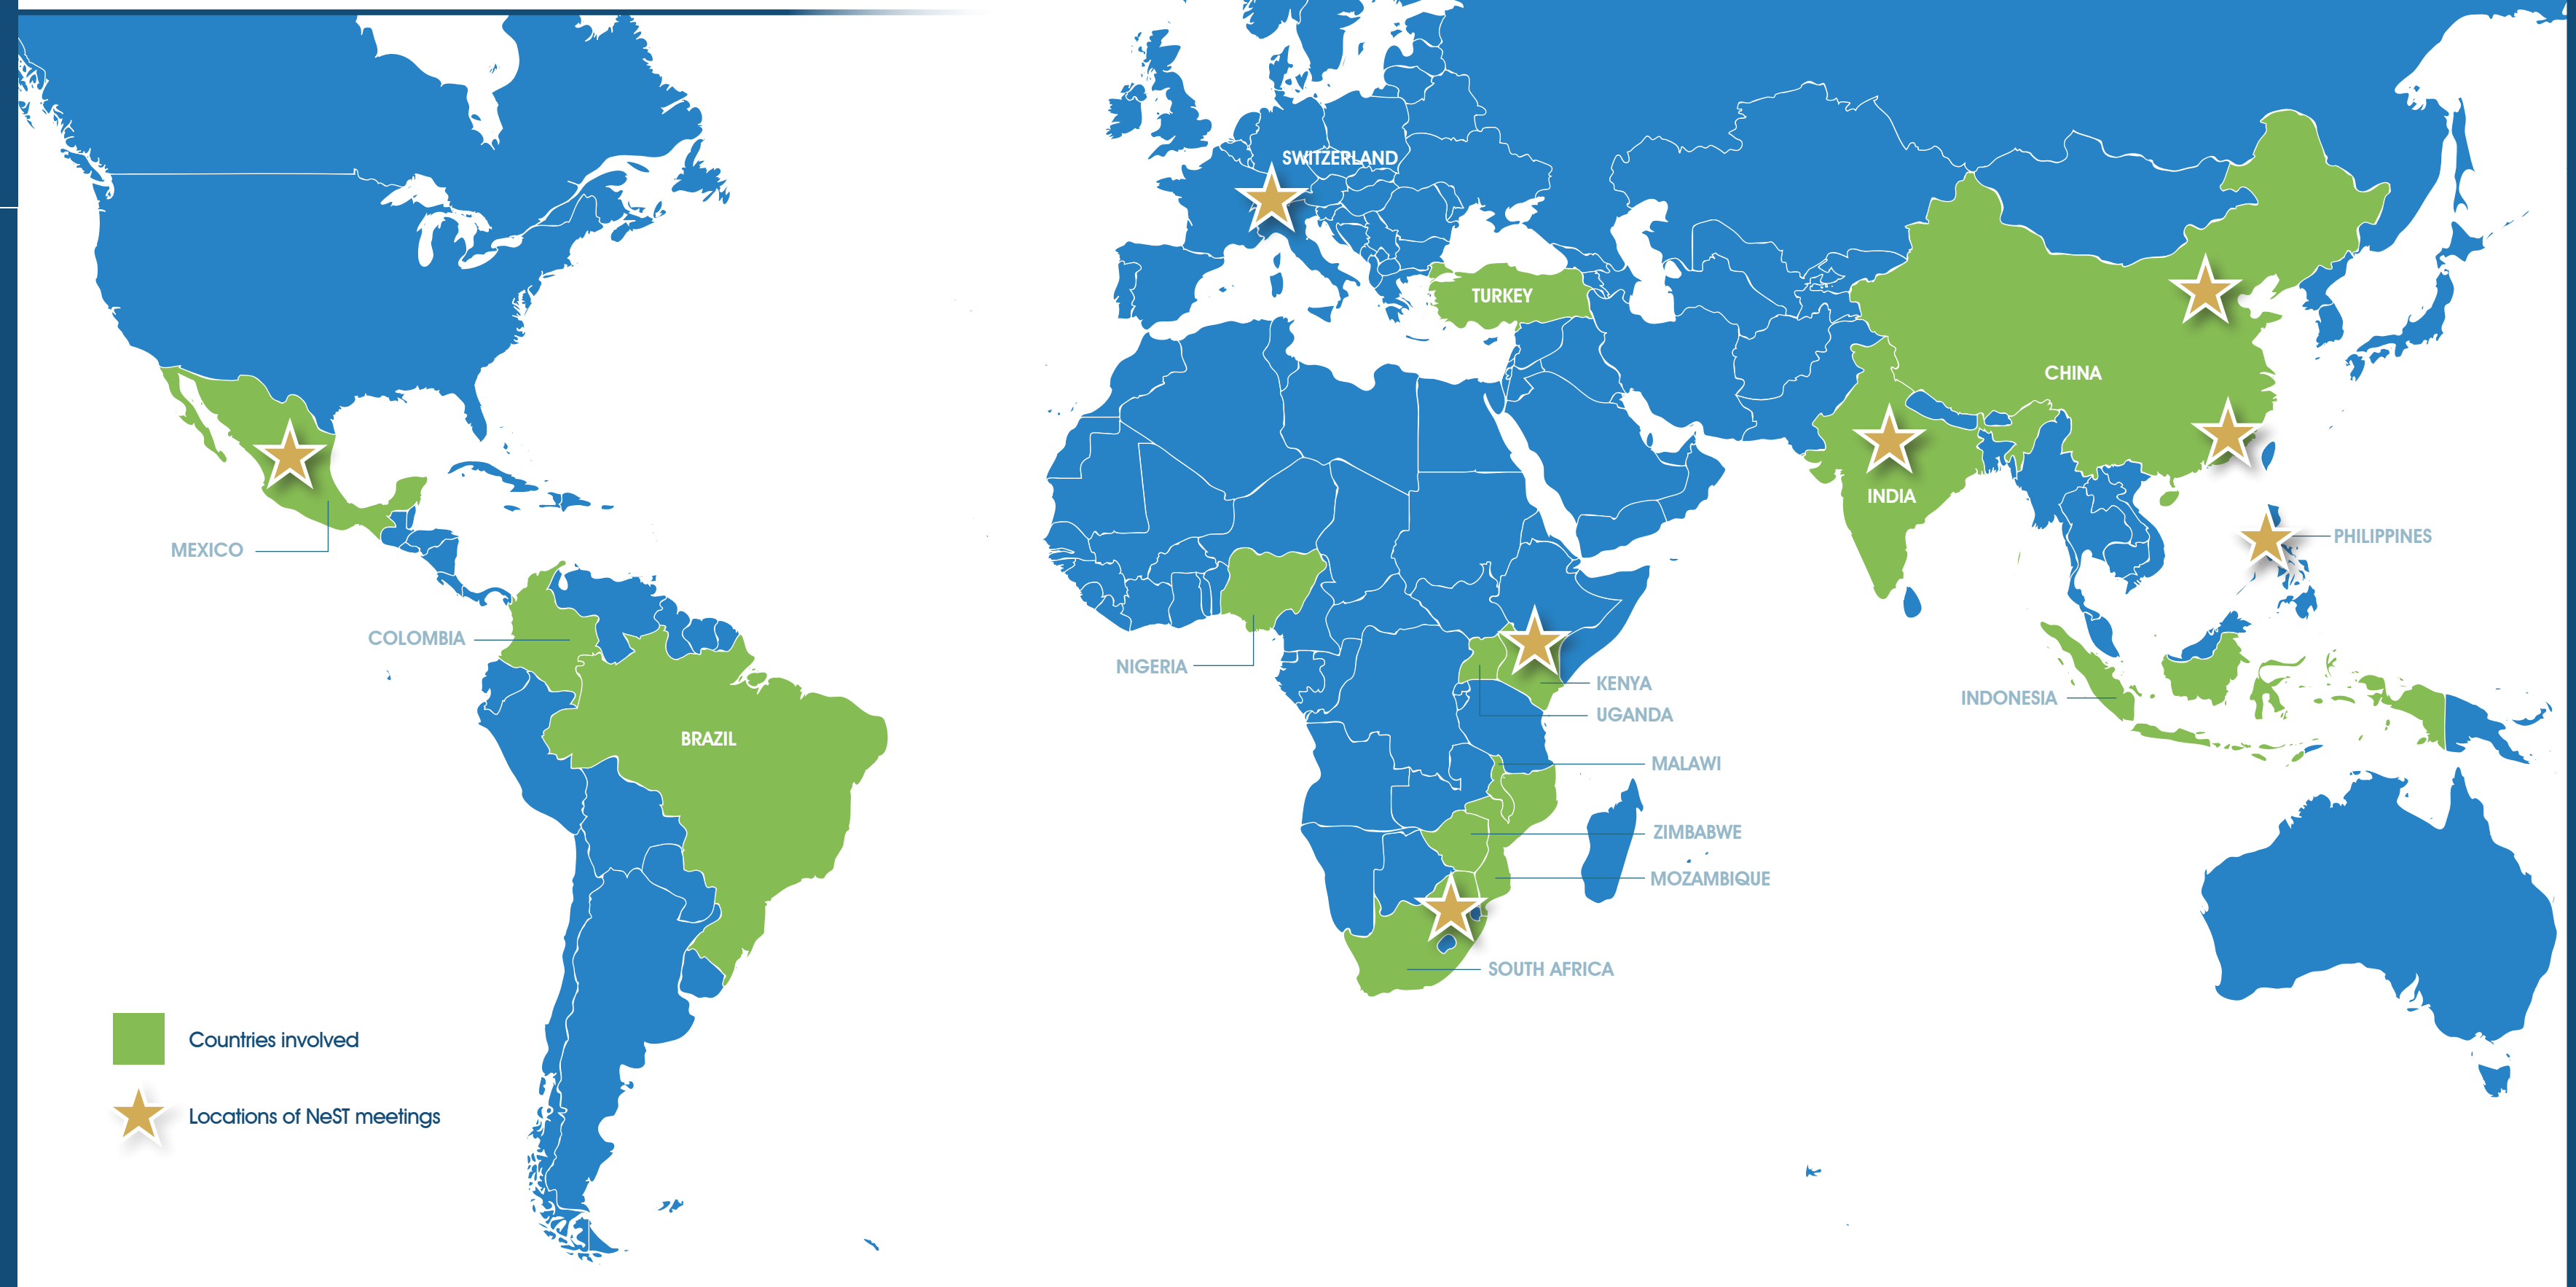 SWITZERLAND
TURKEY
CHINA
INDIA
MEXICO
PHILIPPINES
COLOMBIA
NIGERIA
KENYA
INDONESIA
UGANDA
BRAZIL
MALAWI
ZIMBABWE
MOZAMBIQUE
SOUTH AFRICA
Countries involved
Locations of NeST meetings